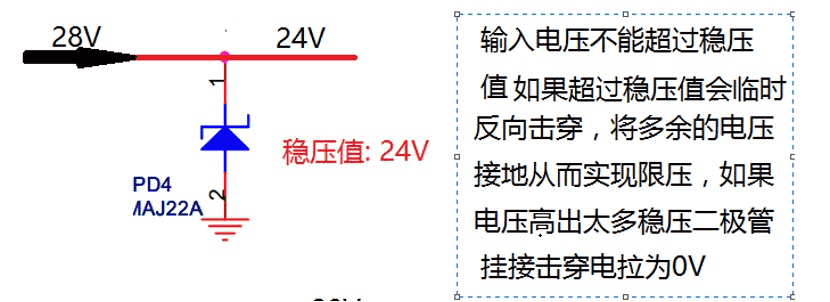 28V
24V
1
稳压值: 24V
PD4
MAJ22A
2
输入电压不能超过稳压
值 如果超过稳压值会临时
反向击穿，将多余的电压
接地从而实现限压，如果
电压高出太多稳压二极管
挂接击穿电拉为0V